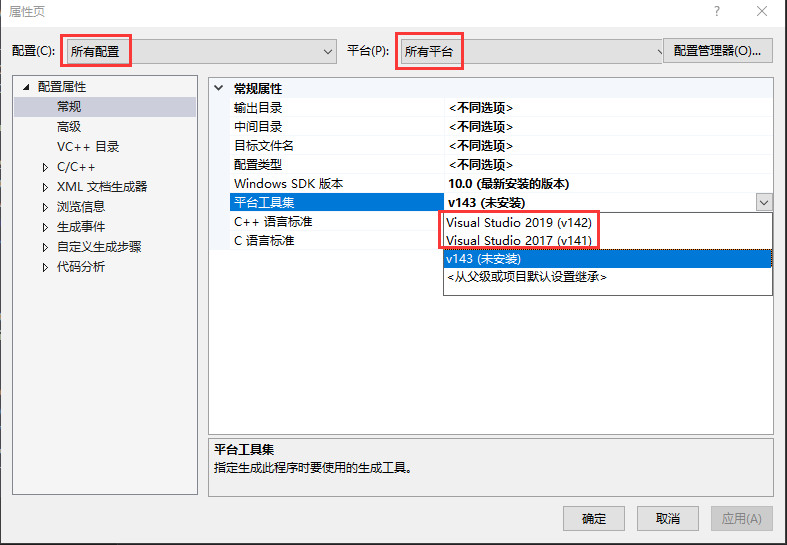 属性页
配置(C): 所有配置 平台(P): 所有平台 配置管理器(O)...
配置属性
常规
高级
VC++ 目录
C/C++
XML 文档生成器
浏览信息
生成事件
自定义生成步骤
代码分析
常规属性
输出目录 <不同选项>
中间目录 <不同选项>
目标文件名 <不同选项>
配置类型 <不同选项>
Windows SDK 版本 10.0 (最新安装的版本)
平台工具集 v143 (未安装)
C++ 语言标准 Visual Studio 2019 (v142)
C 语言标准 Visual Studio 2017 (v141)
v143 (未安装)
<从父级或项目默认设置继承>
平台工具集
指定生成此程序时要使用的生成工具。
确定 取消 应用(A)